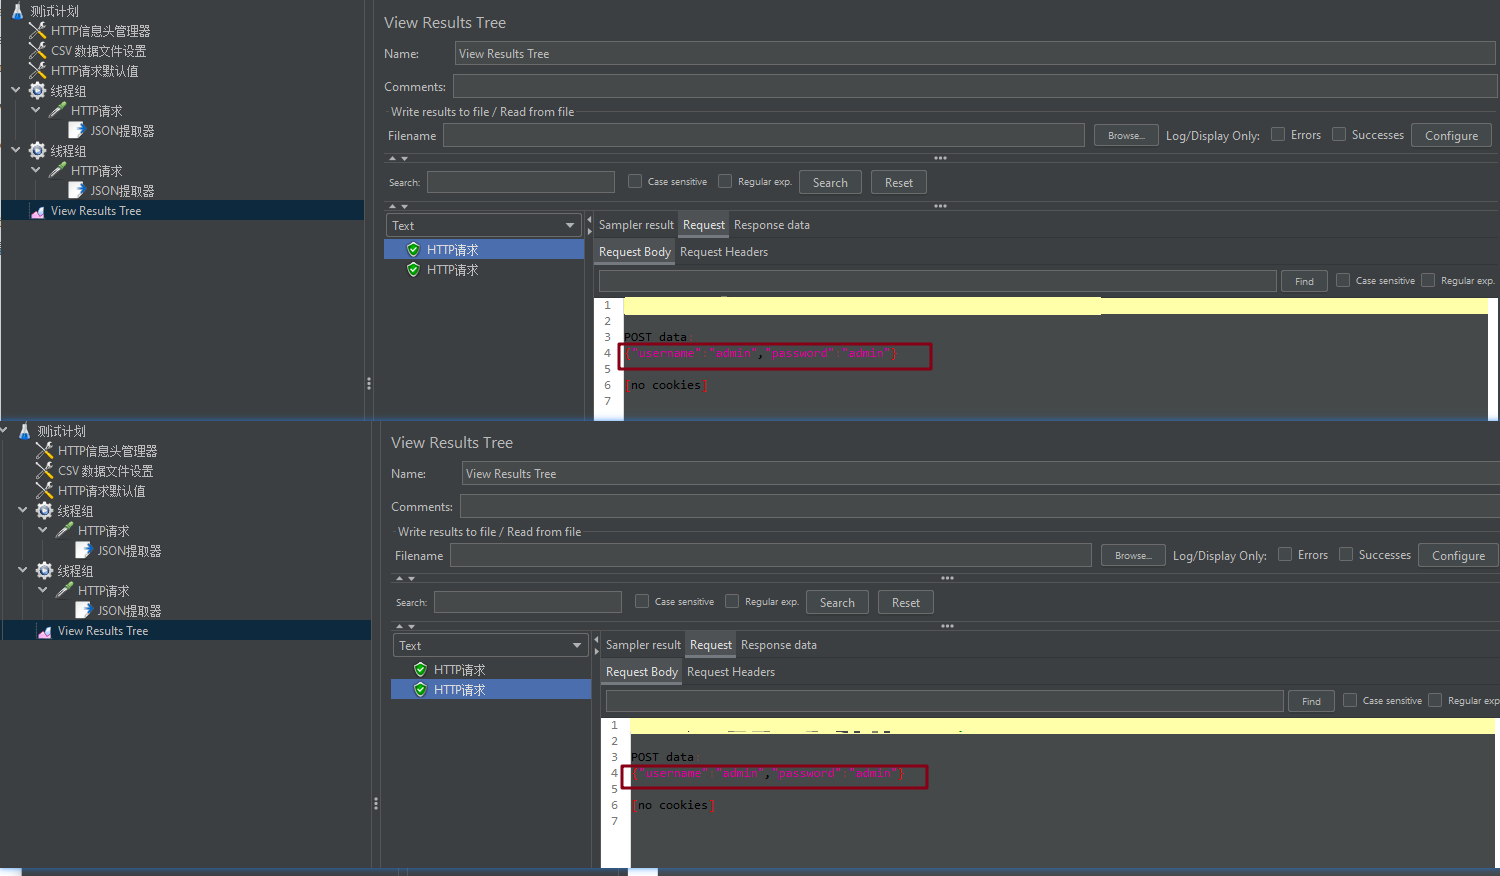 测试计划
HTTP信息头管理器
CSV 数据文件设置
HTTP请求默认值
线程组
HTTP请求
JSON提取器
线程组
HTTP请求
JSON提取器
View Results Tree
View Results Tree
Name: View Results Tree
Comments:
Write results to file / Read from file
Filename Browse... Log/Display Only: Errors Successes Configure
Search: Case sensitive Regular exp. Search Reset
Text
HTTP请求
HTTP请求
Sampler result Request Response data
Request Body Request Headers
Find Case sensitive Regular exp.
1
2
3 POST data:
4 {"username":"admin","password":"admin"}
5
6 [no cookies]
7
测试计划
HTTP信息头管理器
CSV 数据文件设置
HTTP请求默认值
线程组
HTTP请求
JSON提取器
线程组
HTTP请求
JSON提取器
View Results Tree
View Results Tree
Name: View Results Tree
Comments:
Write results to file / Read from file
Filename Browse... Log/Display Only: Errors Successes Configure
Search: Case sensitive Regular exp. Search Reset
Text
HTTP请求
HTTP请求
Sampler result Request Response data
Request Body Request Headers
Find Case sensitive Regular exp
1
2
3 POST data:
4 {"username":"admin","password":"admin"}
5
6 [no cookies]
7